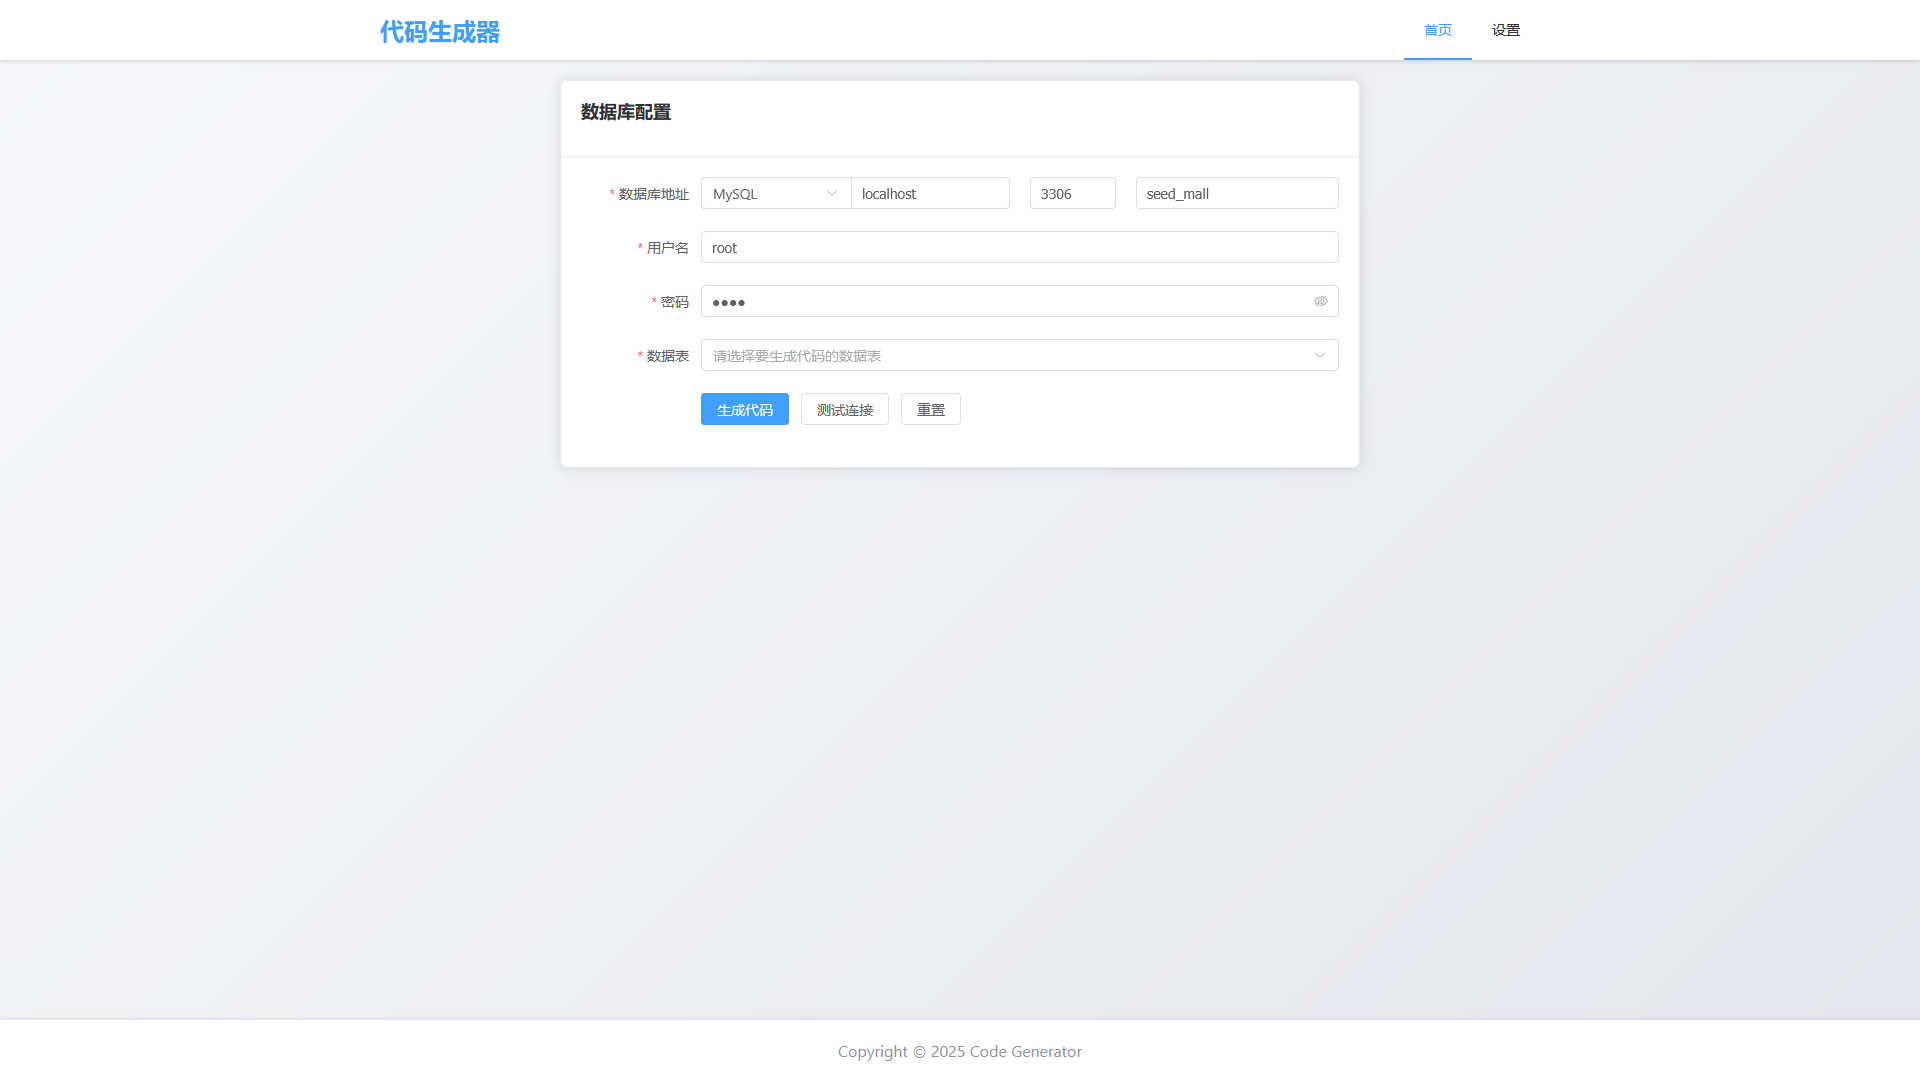 代码生成器 首页 设置
数据库配置
* 数据库地址 MySQL localhost 3306 seed_mall
* 用户名 root
* 密码 ●●●●
* 数据表 请选择要生成代码的数据表
生成代码 测试连接 重置
Copyright © 2025 Code Generator